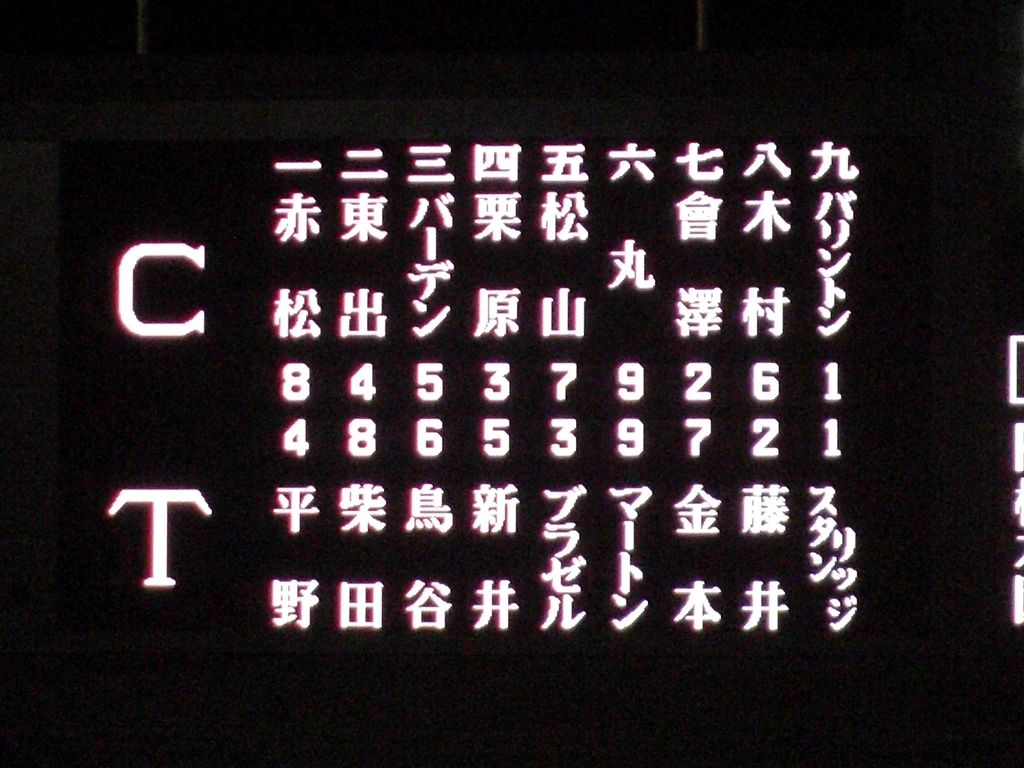 一 二 三 四 五 六 七 八 九
C
赤松 東出 バーデン 栗原 松山 丸 會澤 木村 バリントン
8 4 5 3 7 9 2 6 1
4 8 6 5 3 9 7 2 1
T
平野 柴田 鳥谷 新井 ブラゼル マートン 金本 藤井 スタンリッジ